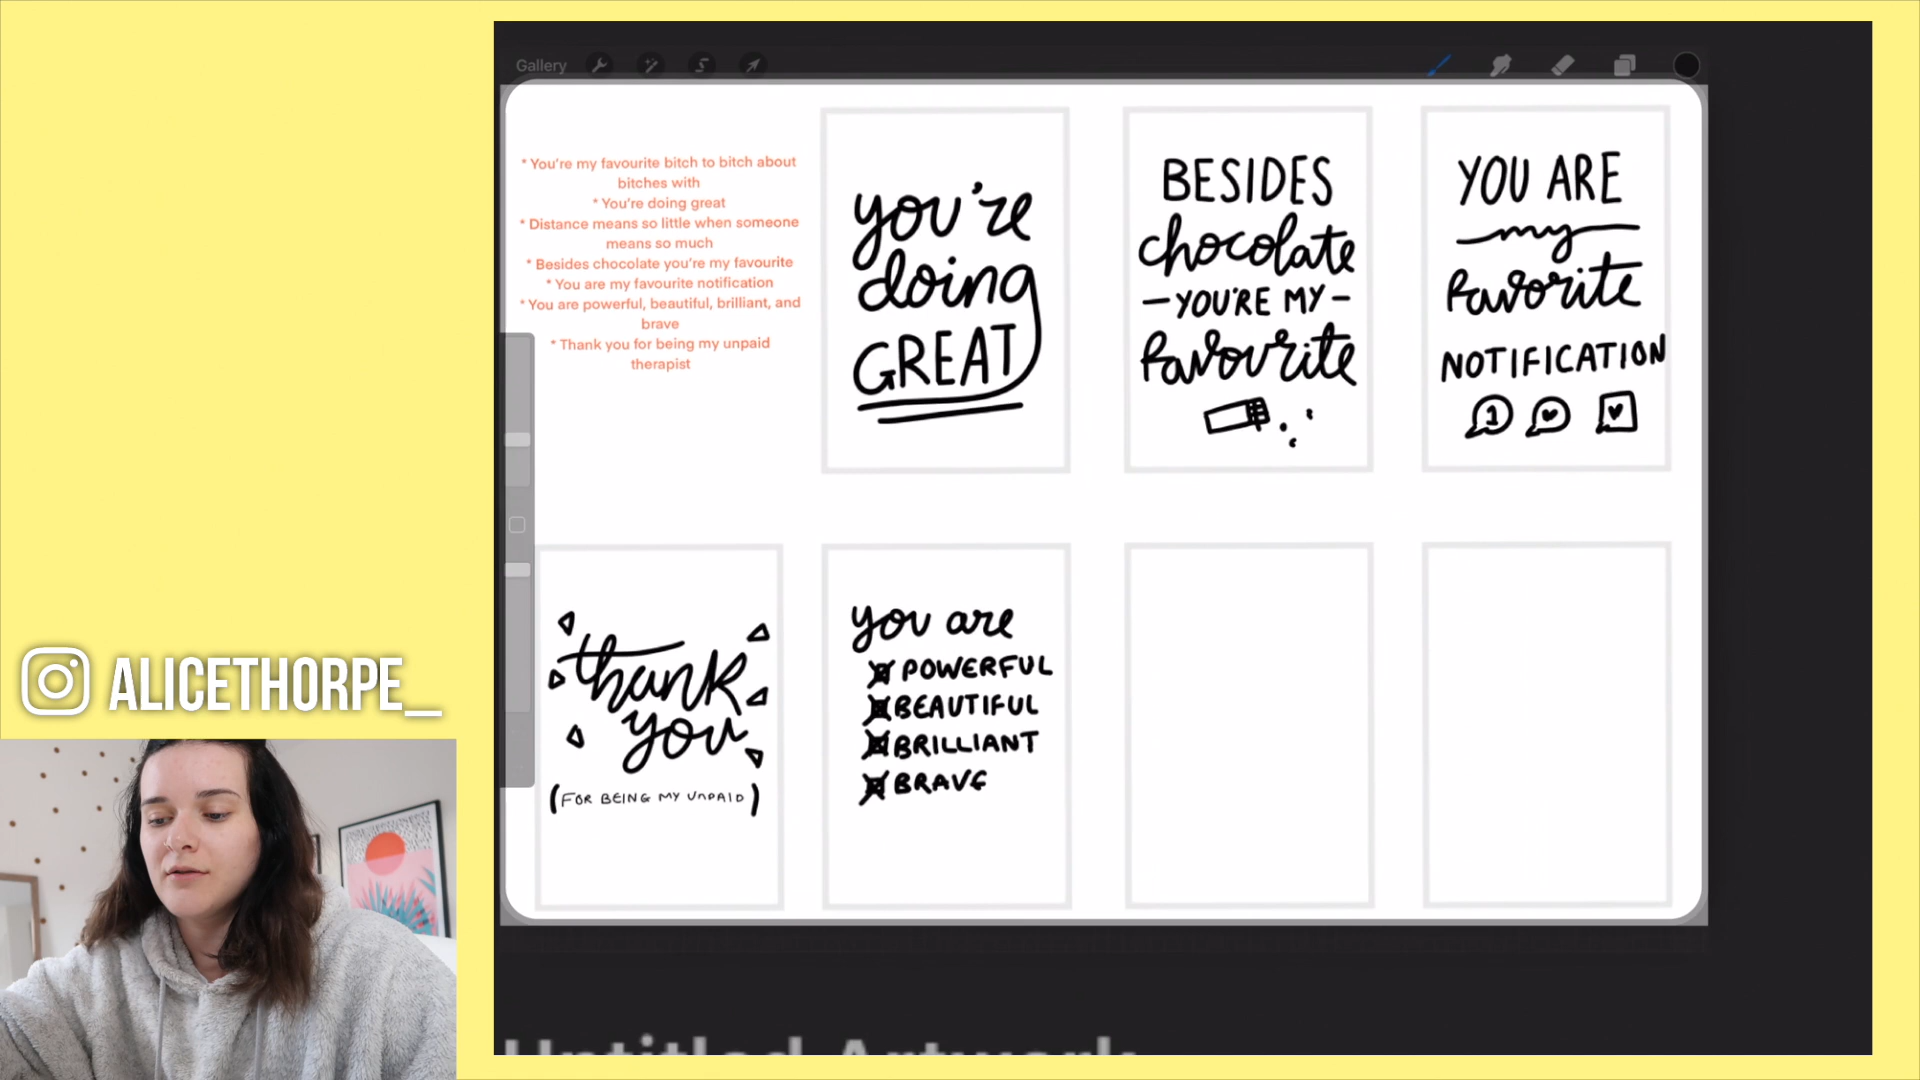 Gallery
* You're my favourite bitch to bitch about
bitches with
* You're doing great
* Distance means so little when someone
means so much
* Besides chocolate you're my favourite
* You are my favourite notification
* You are powerful, beautiful, brilliant, and
brave
* Thank you for being my unpaid
therapist
you're
doing
GREAT
BESIDES
chocolate
-YOU'RE MY-
favourite
YOU ARE
my
favorite
NOTIFICATION
1
thank
you
(FOR BEING MY UNPAID)
you are
POWERFUL
BEAUTIFUL
BRILLIANT
BRAVE
ALICETHORPE_
Untitled Artwork